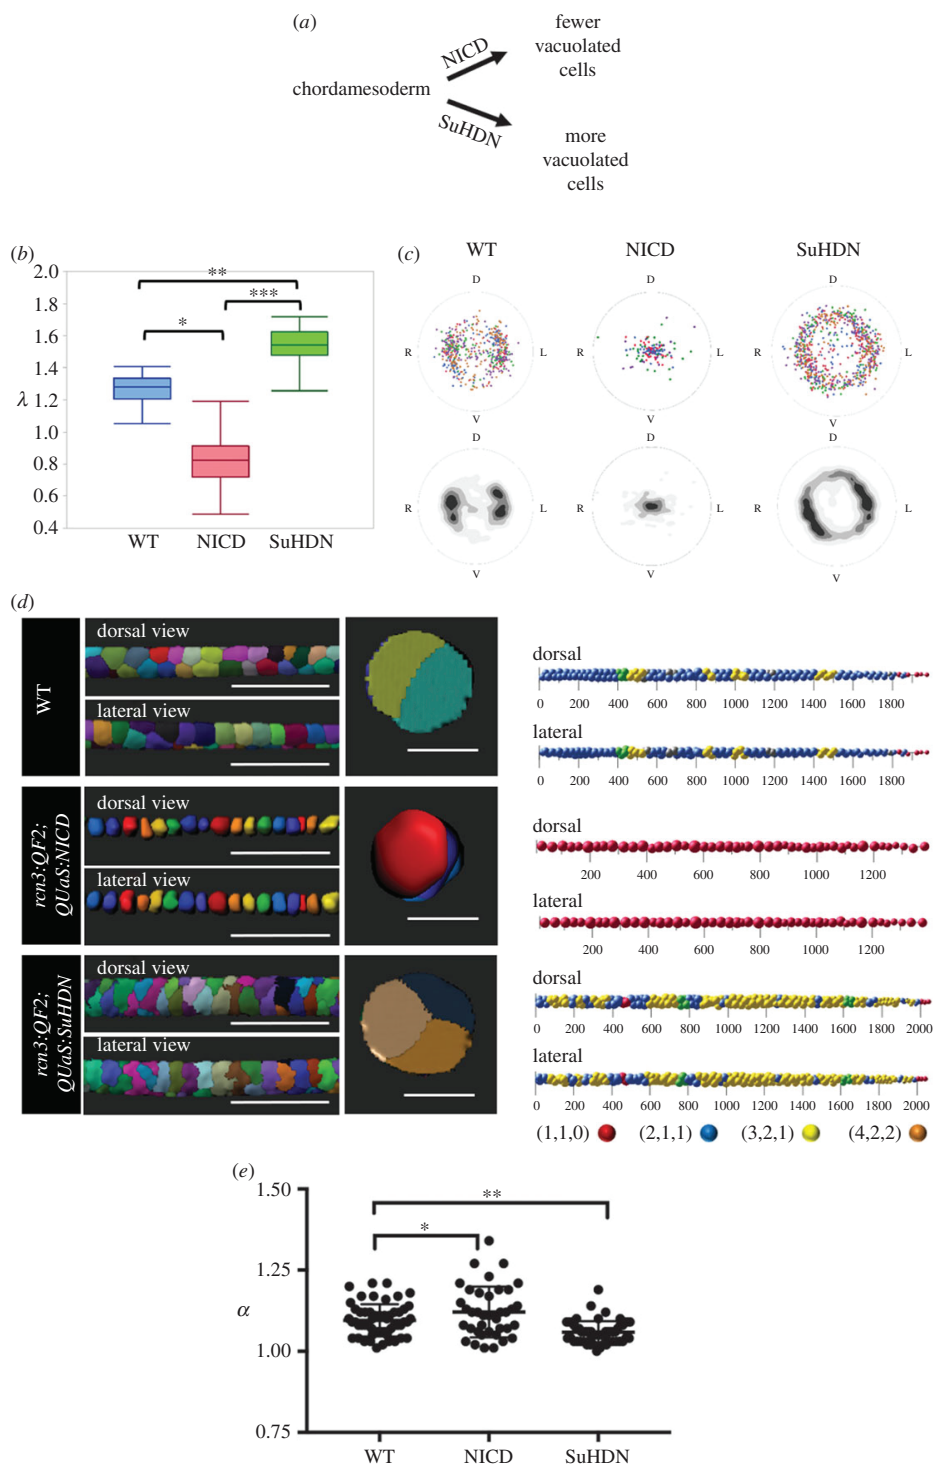 (a)
fewer
vacuolated
cells
NICD
chordamesoderm
SuHDN
more
vacuolated
cells
(b)
2.0
1.8
1.6
1.4
1.2
1.0
0.8
0.6
0.4
λ
**
***
*
WT
NICD
SuHDN
(c)
WT
NICD
SuHDN
D
D
D
R
L
R
L
R
L
V
V
V
D
D
D
R
L
R
L
R
L
V
V
V
(d)
WT
dorsal view
lateral view
dorsal
0 200 400 600 800 1000 1200 1400 1600 1800
lateral
0 200 400 600 800 1000 1200 1400 1600 1800
rcn3:QF2;
QUaS:NICD
dorsal view
lateral view
dorsal
200 400 600 800 1000 1200
lateral
200 400 600 800 1000 1200
rcn3:QF2;
QUaS:SuHDN
dorsal view
lateral view
dorsal
0 200 400 600 800 1000 1200 1400 1600 1800 2000
lateral
0 200 400 600 800 1000 1200 1400 1600 1800 2000
(1,1,0) (2,1,1) (3,2,1) (4,2,2)
(e)
1.50
1.25
1.00
0.75
α
**
*
WT
NICD
SuHDN